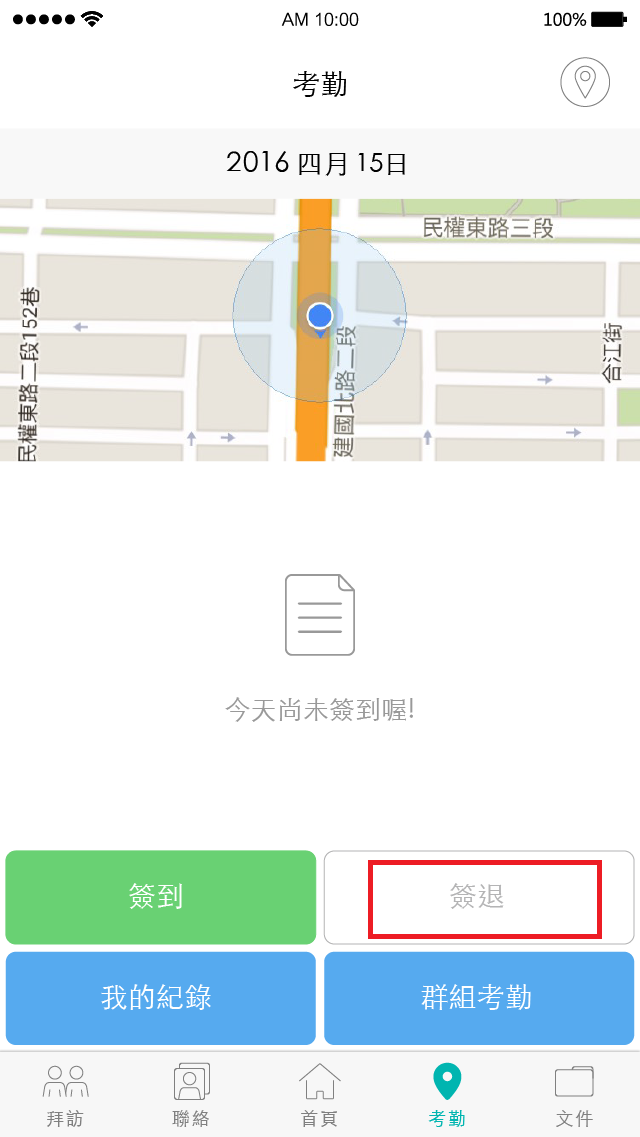 AM 10:00 100%
考勤
2016 四月 15日
民權東路三段
民權東路二段152巷
建國北路二段
合江街
今天尚未簽到喔!
簽到 簽退
我的紀錄 群組考勤
拜訪 聯絡 首頁 考勤 文件